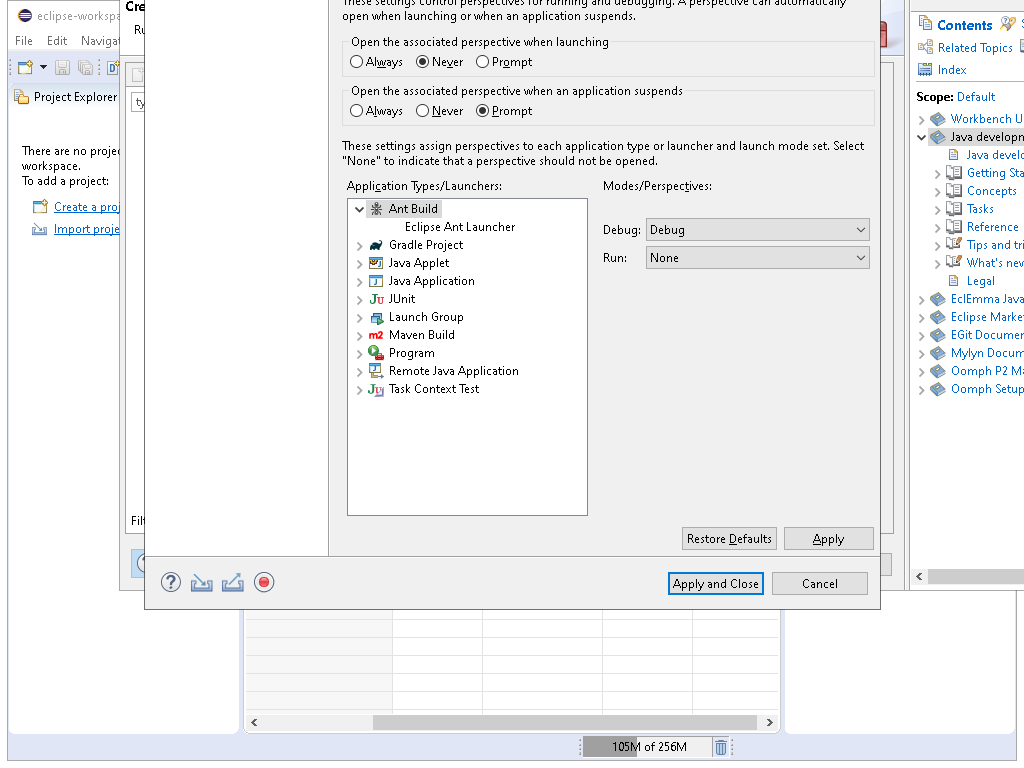 eclipse-workspa
File Edit Navigat
Project Explorer
There are no projec
workspace.
To add a project:
Create a proj
Import proje
Cre
Ru
ty
Filt
These settings control perspectives for running and debugging. A perspective can automatically
open when launching or when an application suspends.
Open the associated perspective when launching
Always Never Prompt
Open the associated perspective when an application suspends
Always Never Prompt
These settings assign perspectives to each application type or launcher and launch mode set. Select
"None" to indicate that a perspective should not be opened.
Application Types/Launchers: Modes/Perspectives:
Ant Build
Eclipse Ant Launcher
Gradle Project
Java Applet
Java Application
JUnit
Launch Group
Maven Build
Program
Remote Java Application
Task Context Test
Debug: Debug
Run: None
Restore Defaults Apply
Apply and Close Cancel
Contents
Related Topics
Index
Scope: Default
Workbench U
Java developm
Java develo
Getting Sta
Concepts
Tasks
Reference
Tips and tri
What's new
Legal
EclEmma Java
Eclipse Market
EGit Documen
Mylyn Docum
Oomph P2 Ma
Oomph Setup
105M of 256M